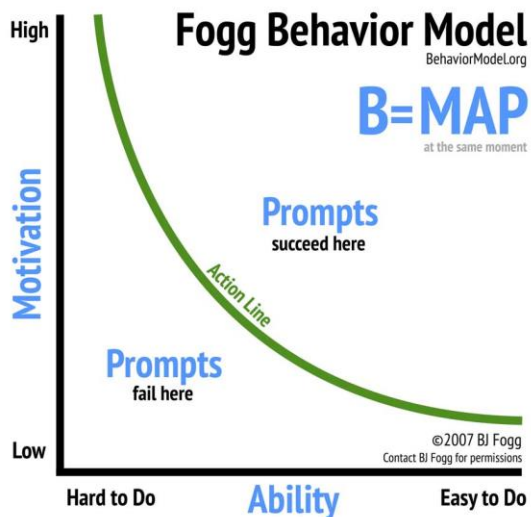 Fogg Behavior Model
BehaviorModel.org
B=MAP
at the same moment
High
Motivation
Low
Prompts
succeed here
Action Line
Prompts
fail here
©2007 BJ Fogg
Contact BJ Fogg for permissions
Hard to Do
Ability
Easy to Do